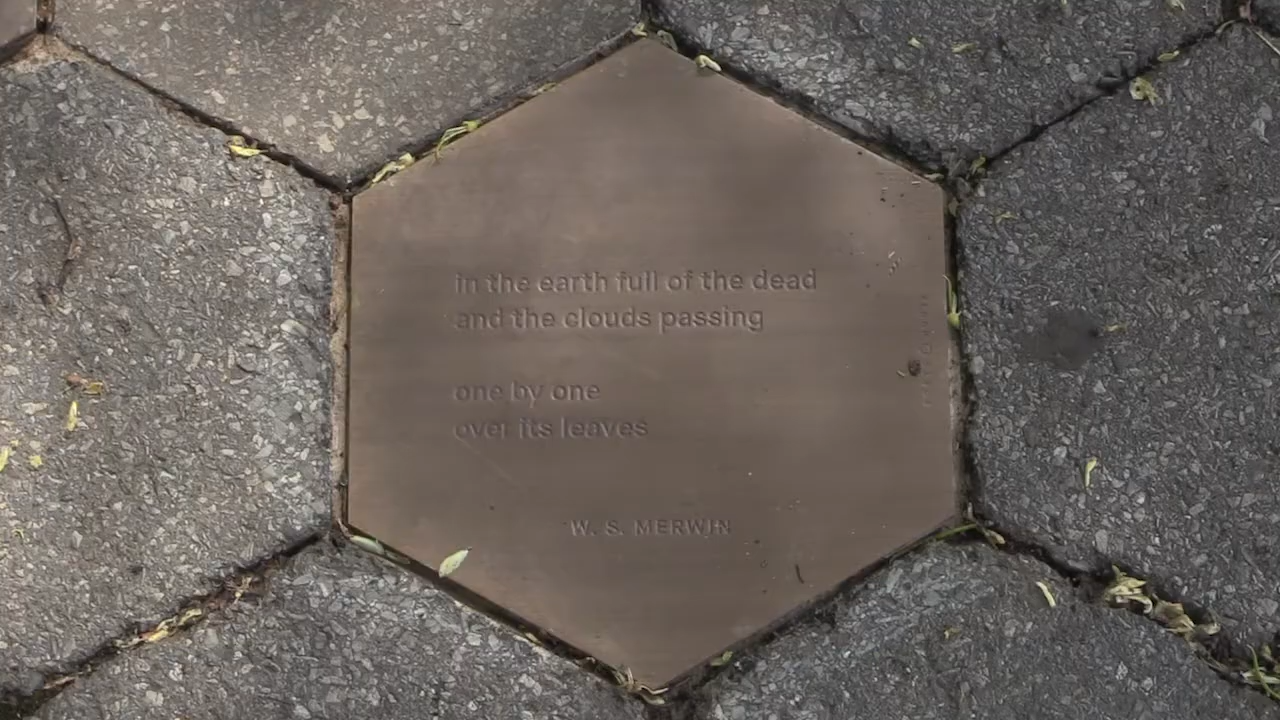 in the earth full of the dead
and the clouds passing
one by one
over its leaves
W. S. MERWIN